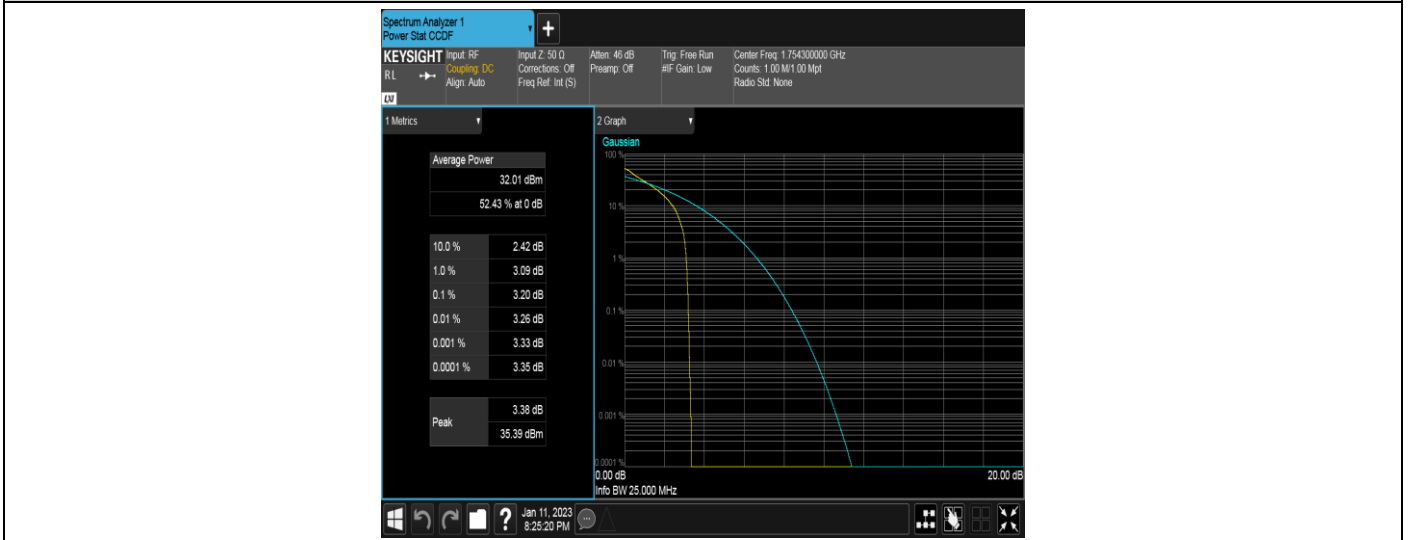 Spectrum Analyzer 1
Power Stat CCDF
+
KEYSIGHT
RL
LXI
Input: RF
Coupling: DC
Align: Auto
Input Z: 50 Ω
Corrections: Off
Freq Ref: Int (S)
Atten: 46 dB
Preamp: Off
Trig: Free Run
#IF Gain: Low
Center Freq: 1.754300000 GHz
Counts: 1.00 M/1.00 Mpt
Radio Std: None
1 Metrics
Average Power
32.01 dBm
52.43 % at 0 dB
10.0 % 2.42 dB
1.0 % 3.09 dB
0.1 % 3.20 dB
0.01 % 3.26 dB
0.001 % 3.33 dB
0.0001 % 3.35 dB
Peak
3.38 dB
35.39 dBm
2 Graph
Gaussian
100 %
10 %
1 %
0.1 %
0.01 %
0.001 %
0.0001 %
0.00 dB 20.00 dB
Info BW 25.000 MHz
?
Jan 11, 2023
8:25:20 PM